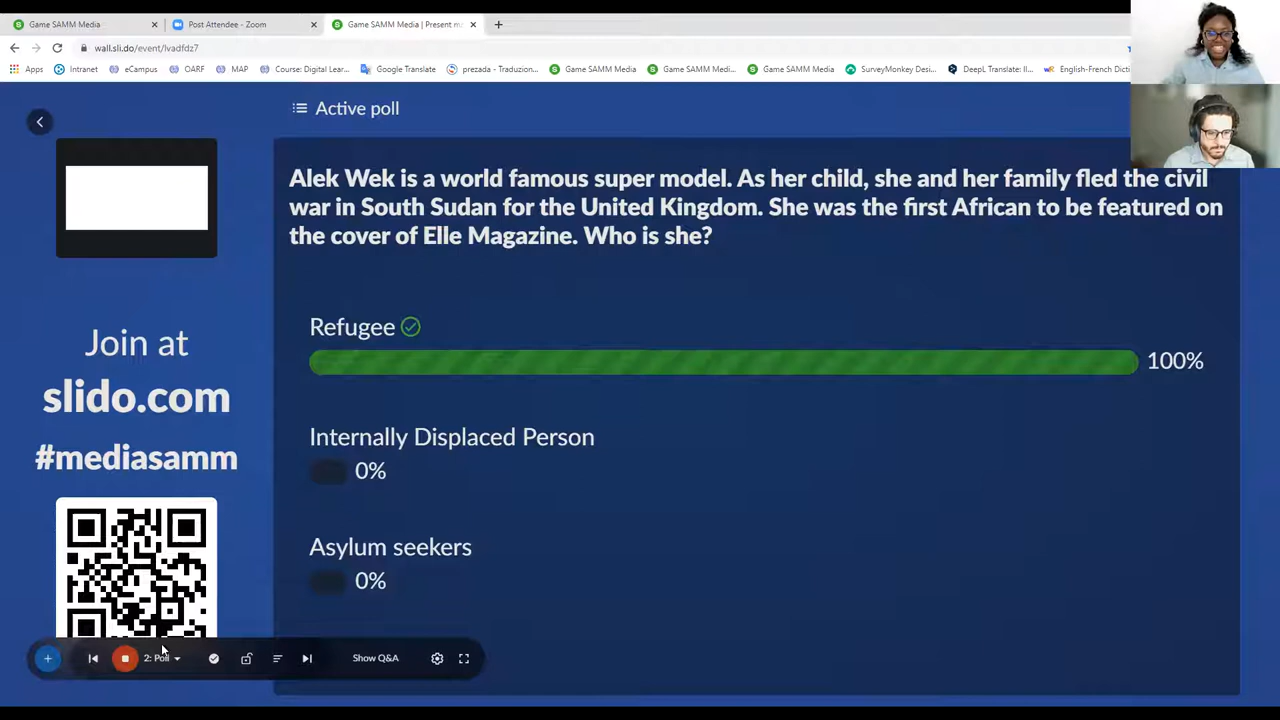 Game SAMM Media
Post Attendee - Zoom
Game SAMM Media | Present m
wall.sli.do/event/lvadfdz7
Apps
Intranet
eCampus
OARF
MAP
Course: Digital Lear...
Google Translate
prezada - Traduzion...
Game SAMM Media
Game SAMM Medi...
Game SAMM Media
SurveyMonkey Desi...
DeepL Translate: Il...
English-French Dict
Active poll
Alek Wek is a world famous super model. As her child, she and her family fled the civil
war in South Sudan for the United Kingdom. She was the first African to be featured on
the cover of Elle Magazine. Who is she?
Refugee
100%
Internally Displaced Person
0%
Asylum seekers
0%
Join at
slido.com
#mediasamm
2: Poll
Show Q&A